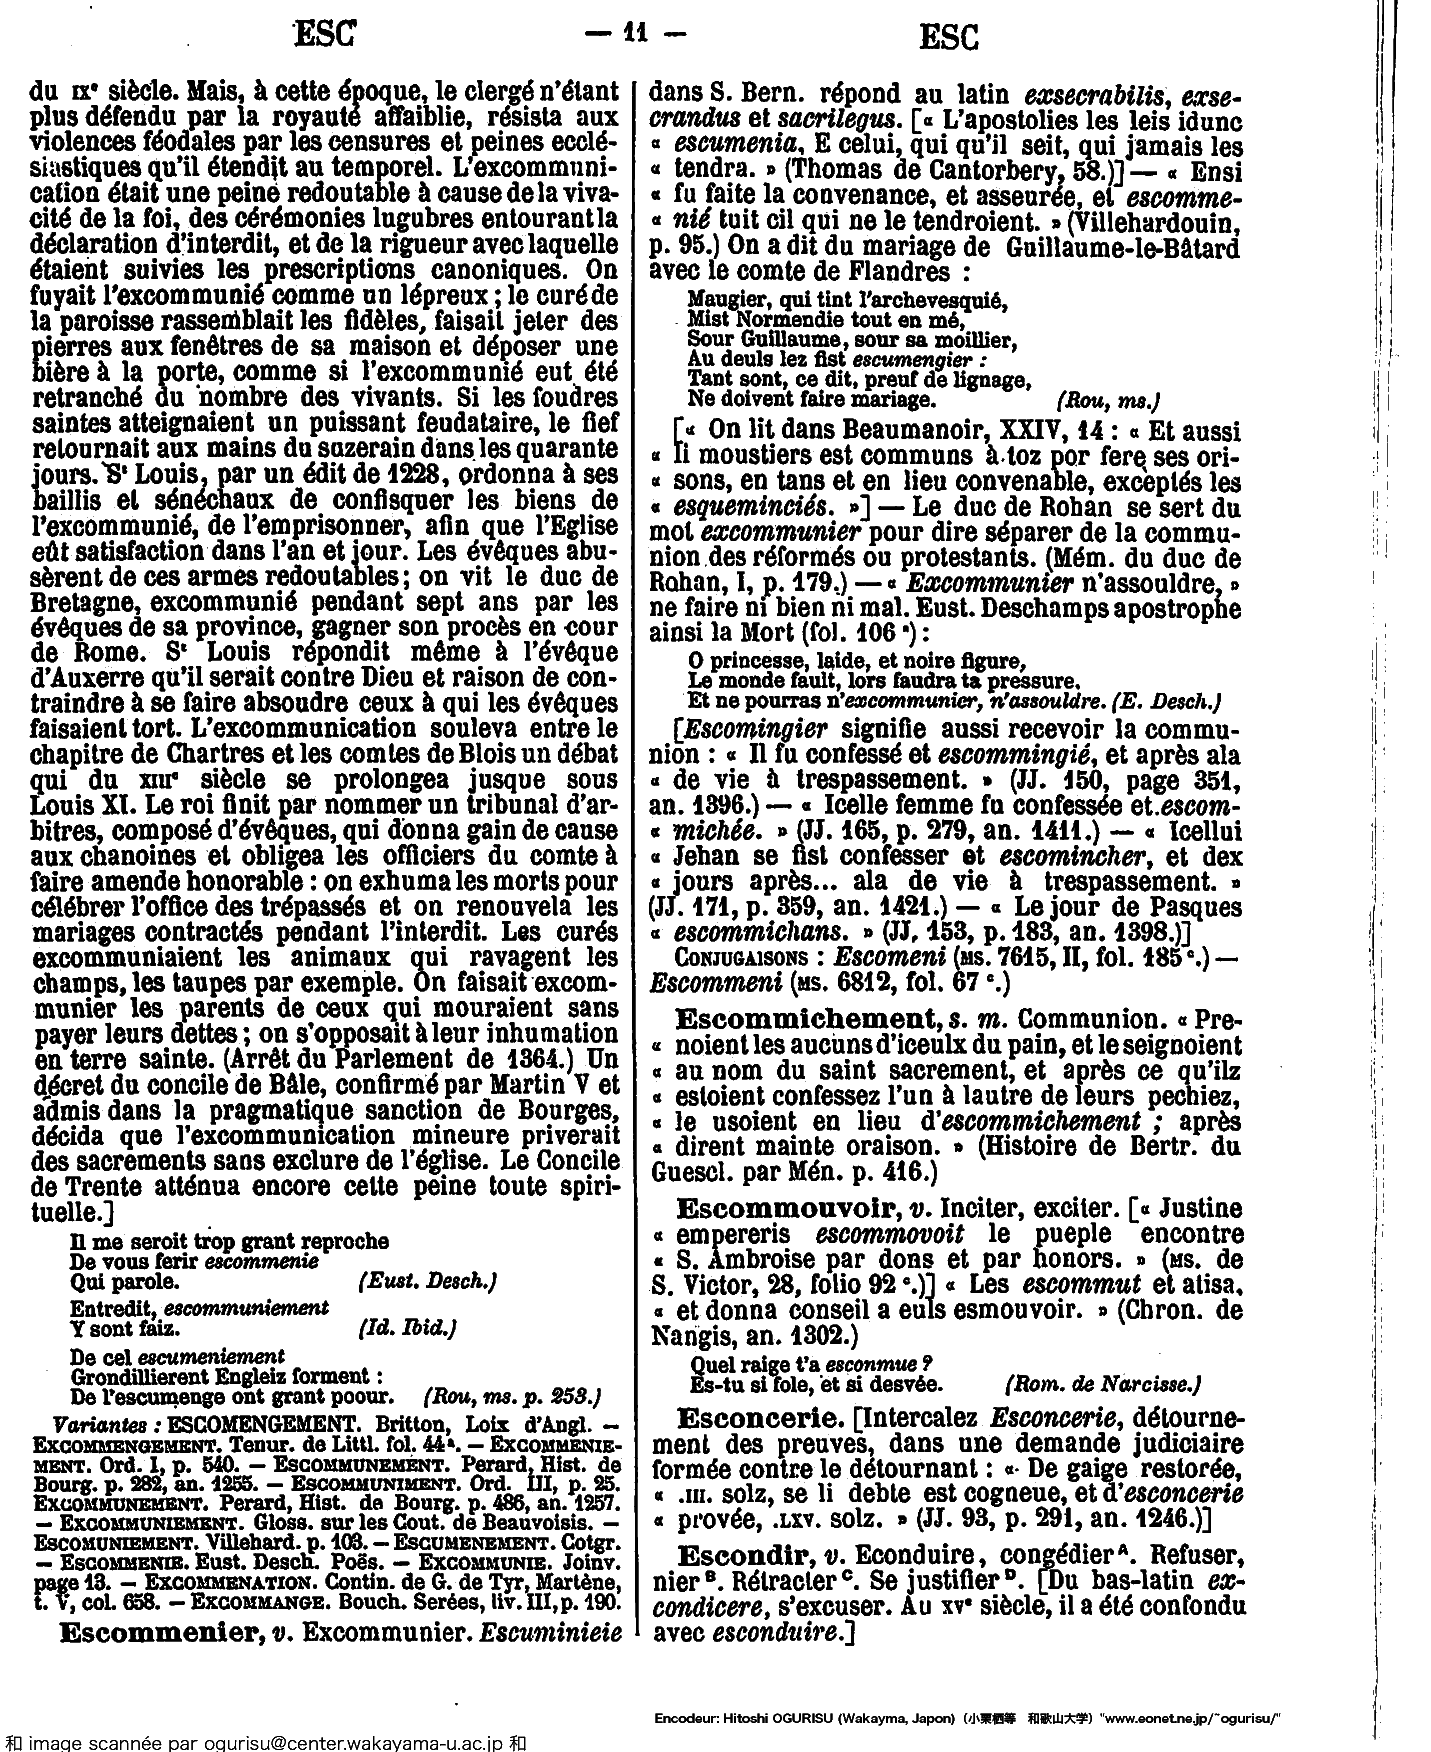 ESC — 11 — ESC
du IXᵉ siècle. Mais, à cette époque, le clergé n'étant
plus défendu par la royauté affaiblie, résista aux
violences féodales par les censures et peines ecclé-
siastiques qu'il étendit au temporel. L'excommuni-
cation était une peine redoutable à cause de la viva-
cité de la foi, des cérémonies lugubres entourant la
déclaration d'interdit, et de la rigueur avec laquelle
étaient suivies les prescriptions canoniques. On
fuyait l'excommunié comme un lépreux ; le curé de
la paroisse rassemblait les fidèles, faisait jeter des
pierres aux fenêtres de sa maison et déposer une
bière à la porte, comme si l'excommunié eut été
retranché du nombre des vivants. Si les foudres
saintes atteignaient un puissant feudataire, le fief
retournait aux mains du suzerain dans les quarante
jours. Sᵗ Louis, par un édit de 1228, ordonna à ses
baillis et sénéchaux de confisquer les biens de
l'excommunié, de l'emprisonner, afin que l'Eglise
eût satisfaction dans l'an et jour. Les évêques abu-
sèrent de ces armes redoutables ; on vit le duc de
Bretagne, excommunié pendant sept ans par les
évêques de sa province, gagner son procès en cour
de Rome. Sᵗ Louis répondit même à l'évêque
d'Auxerre qu'il serait contre Dieu et raison de con-
traindre à se faire absoudre ceux à qui les évêques
faisaient tort. L'excommunication souleva entre le
chapitre de Chartres et les comtes de Blois un débat
qui du XIIIᵉ siècle se prolongea jusque sous
Louis XI. Le roi finit par nommer un tribunal d'ar-
bitres, composé d'évêques, qui donna gain de cause
aux chanoines et obligea les officiers du comte à
faire amende honorable : on exhuma les morts pour
célébrer l'office des trépassés et on renouvela les
mariages contractés pendant l'interdit. Les curés
excommuniaient les animaux qui ravagent les
champs, les taupes par exemple. On faisait excom-
munier les parents de ceux qui mouraient sans
payer leurs dettes ; on s'opposait à leur inhumation
en terre sainte. (Arrêt du Parlement de 1364.) Un
décret du concile de Bâle, confirmé par Martin V et
admis dans la pragmatique sanction de Bourges,
décida que l'excommunication mineure priverait
des sacrements sans exclure de l'église. Le Concile
de Trente atténua encore cette peine toute spiri-
tuelle.]
Il me seroit trop grant reproche
De vous ferir escommenie
Qui parole. (Eust. Desch.)
Entredit, escommuniement
Y sont faiz. (Id. Ibid.)
De cel escumeniement
Grondillierent Engleiz forment :
De l'escumenge ont grant poour. (Rou, ms. p. 253.)
Variantes : ESCOMENGEMENT. Britton, Loix d'Angl. —
EXCOMMENGEMENT. Tenur. de Littl. fol. 44ᵃ. — EXCOMMENIE-
MENT. Ord. I, p. 540. — ESCOMMUNEMENT. Perard, Hist. de
Bourg. p. 282, an. 1255. — ESCOMMUNIMENT. Ord. III, p. 25.
EXCOMMUNEMENT. Perard, Hist. de Bourg. p. 486, an. 1257.
— EXCOMMUNIEMENT. Gloss. sur les Cout. de Beauvoisis. —
ESCOMUNIEMENT. Villehard. p. 103. — ESCUMENEMENT. Cotgr.
— ESCOMMENIE. Eust. Desch. Poës. — EXCOMMUNIE. Joinv.
page 13. — EXCOMMENATION. Contin. de G. de Tyr, Martène,
t. V, col. 658. — EXCOMMANGE. Bouch. Serées, liv. III, p. 190.
Escommenier, v. Excommunier. Escuminieie
dans S. Bern. répond au latin exsecrabilis, exse-
crandus et sacrilegus. [« L'apostolies les leis idunc
« escumenia, E celui, qui qu'il seit, qui jamais les
« tendra. » (Thomas de Cantorbery, 58.)] — « Ensi
« fu faite la convenance, et asseurée, et escomme-
« nié tuit cil qui ne le tendroient. » (Villehardouin,
p. 95.) On a dit du mariage de Guillaume-le-Bâtard
avec le comte de Flandres :
Maugier, qui tint l'archevesquié,
Mist Normendie tout en mé,
Sour Guillaume, sour sa moillier,
Au deuls lez fist escumengier :
Tant sont, ce dit, preuf de lignage,
Ne doivent faire mariage. (Rou, ms.)
[« On lit dans Beaumanoir, XXIV, 14 : « Et aussi
« li moustiers est communs à toz por fere ses ori-
« sons, en tans et en lieu convenable, exceptés les
« esqueminciés. »] — Le duc de Rohan se sert du
mot excommunier pour dire séparer de la commu-
nion des réformés ou protestants. (Mém. du duc de
Rohan, I, p. 179.) — « Excommunier n'assouldre, »
ne faire ni bien ni mal. Eust. Deschamps apostrophe
ainsi la Mort (fol. 106 ᵃ) :
O princesse, laide, et noire figure,
Le monde fault, lors faudra ta pressure,
Et ne pourras n'excommunier, n'assouldre. (E. Desch.)
[Escomingier signifie aussi recevoir la commu-
nion : « Il fu confessé et escommingié, et après ala
« de vie à trespassement. » (JJ. 150, page 351,
an. 1396.) — « Icelle femme fu confessée et escom-
« michée. » (JJ. 165, p. 279, an. 1411.) — « Icellui
« Jehan se fist confesser et escomincher, et dex
« jours après... ala de vie à trespassement. »
(JJ. 171, p. 359, an. 1421.) — « Le jour de Pasques
« escommichans. » (JJ. 153, p. 183, an. 1398.)]
CONJUGAISONS : Escomeni (MS. 7615, II, fol. 185 ᶜ.) —
Escommeni (MS. 6812, fol. 67 ᶜ.)
Escommichement, s. m. Communion. « Pre-
« noient les aucuns d'iceulx du pain, et le seignoient
« au nom du saint sacrement, et après ce qu'ilz
« estoient confessez l'un à lautre de leurs pechiez,
« le usoient en lieu d'escommichement ; après
« dirent mainte oraison. » (Histoire de Bertr. du
Guescl. par Mén. p. 416.)
Escommouvoir, v. Inciter, exciter. [« Justine
« empereris escommovoit le pueple encontre
« S. Ambroise par dons et par honors. » (MS. de
S. Victor, 28, folio 92 ᶜ.)] « Les escommut et atisa,
« et donna conseil a euls esmouvoir. » (Chron. de
Nangis, an. 1302.)
Quel raige t'a esconmue ?
Es-tu si fole, et si desvée. (Rom. de Narcisse.)
Esconcerie. [Intercalez Esconcerie, détourne-
ment des preuves, dans une demande judiciaire
formée contre le détournant : « De gaige restorée,
« .III. solz, se li debte est cogneue, et d'esconcerie
« provée, .LXV. solz. » (JJ. 93, p. 291, an. 1246.)]
Escondir, v. Econduire, congédier ᴬ. Refuser,
nier ᴮ. Rétracter ᶜ. Se justifier ᴰ. [Du bas-latin ex-
condicere, s'excuser. Au XVᵉ siècle, il a été confondu
avec esconduire.]
Encodeur: Hitoshi OGURISU (Wakayma, Japon) (小栗栖等 和歌山大学) "www.eonet.ne.jp/~ogurisu/"
和 image scannée par ogurisu@center.wakayama-u.ac.jp 和